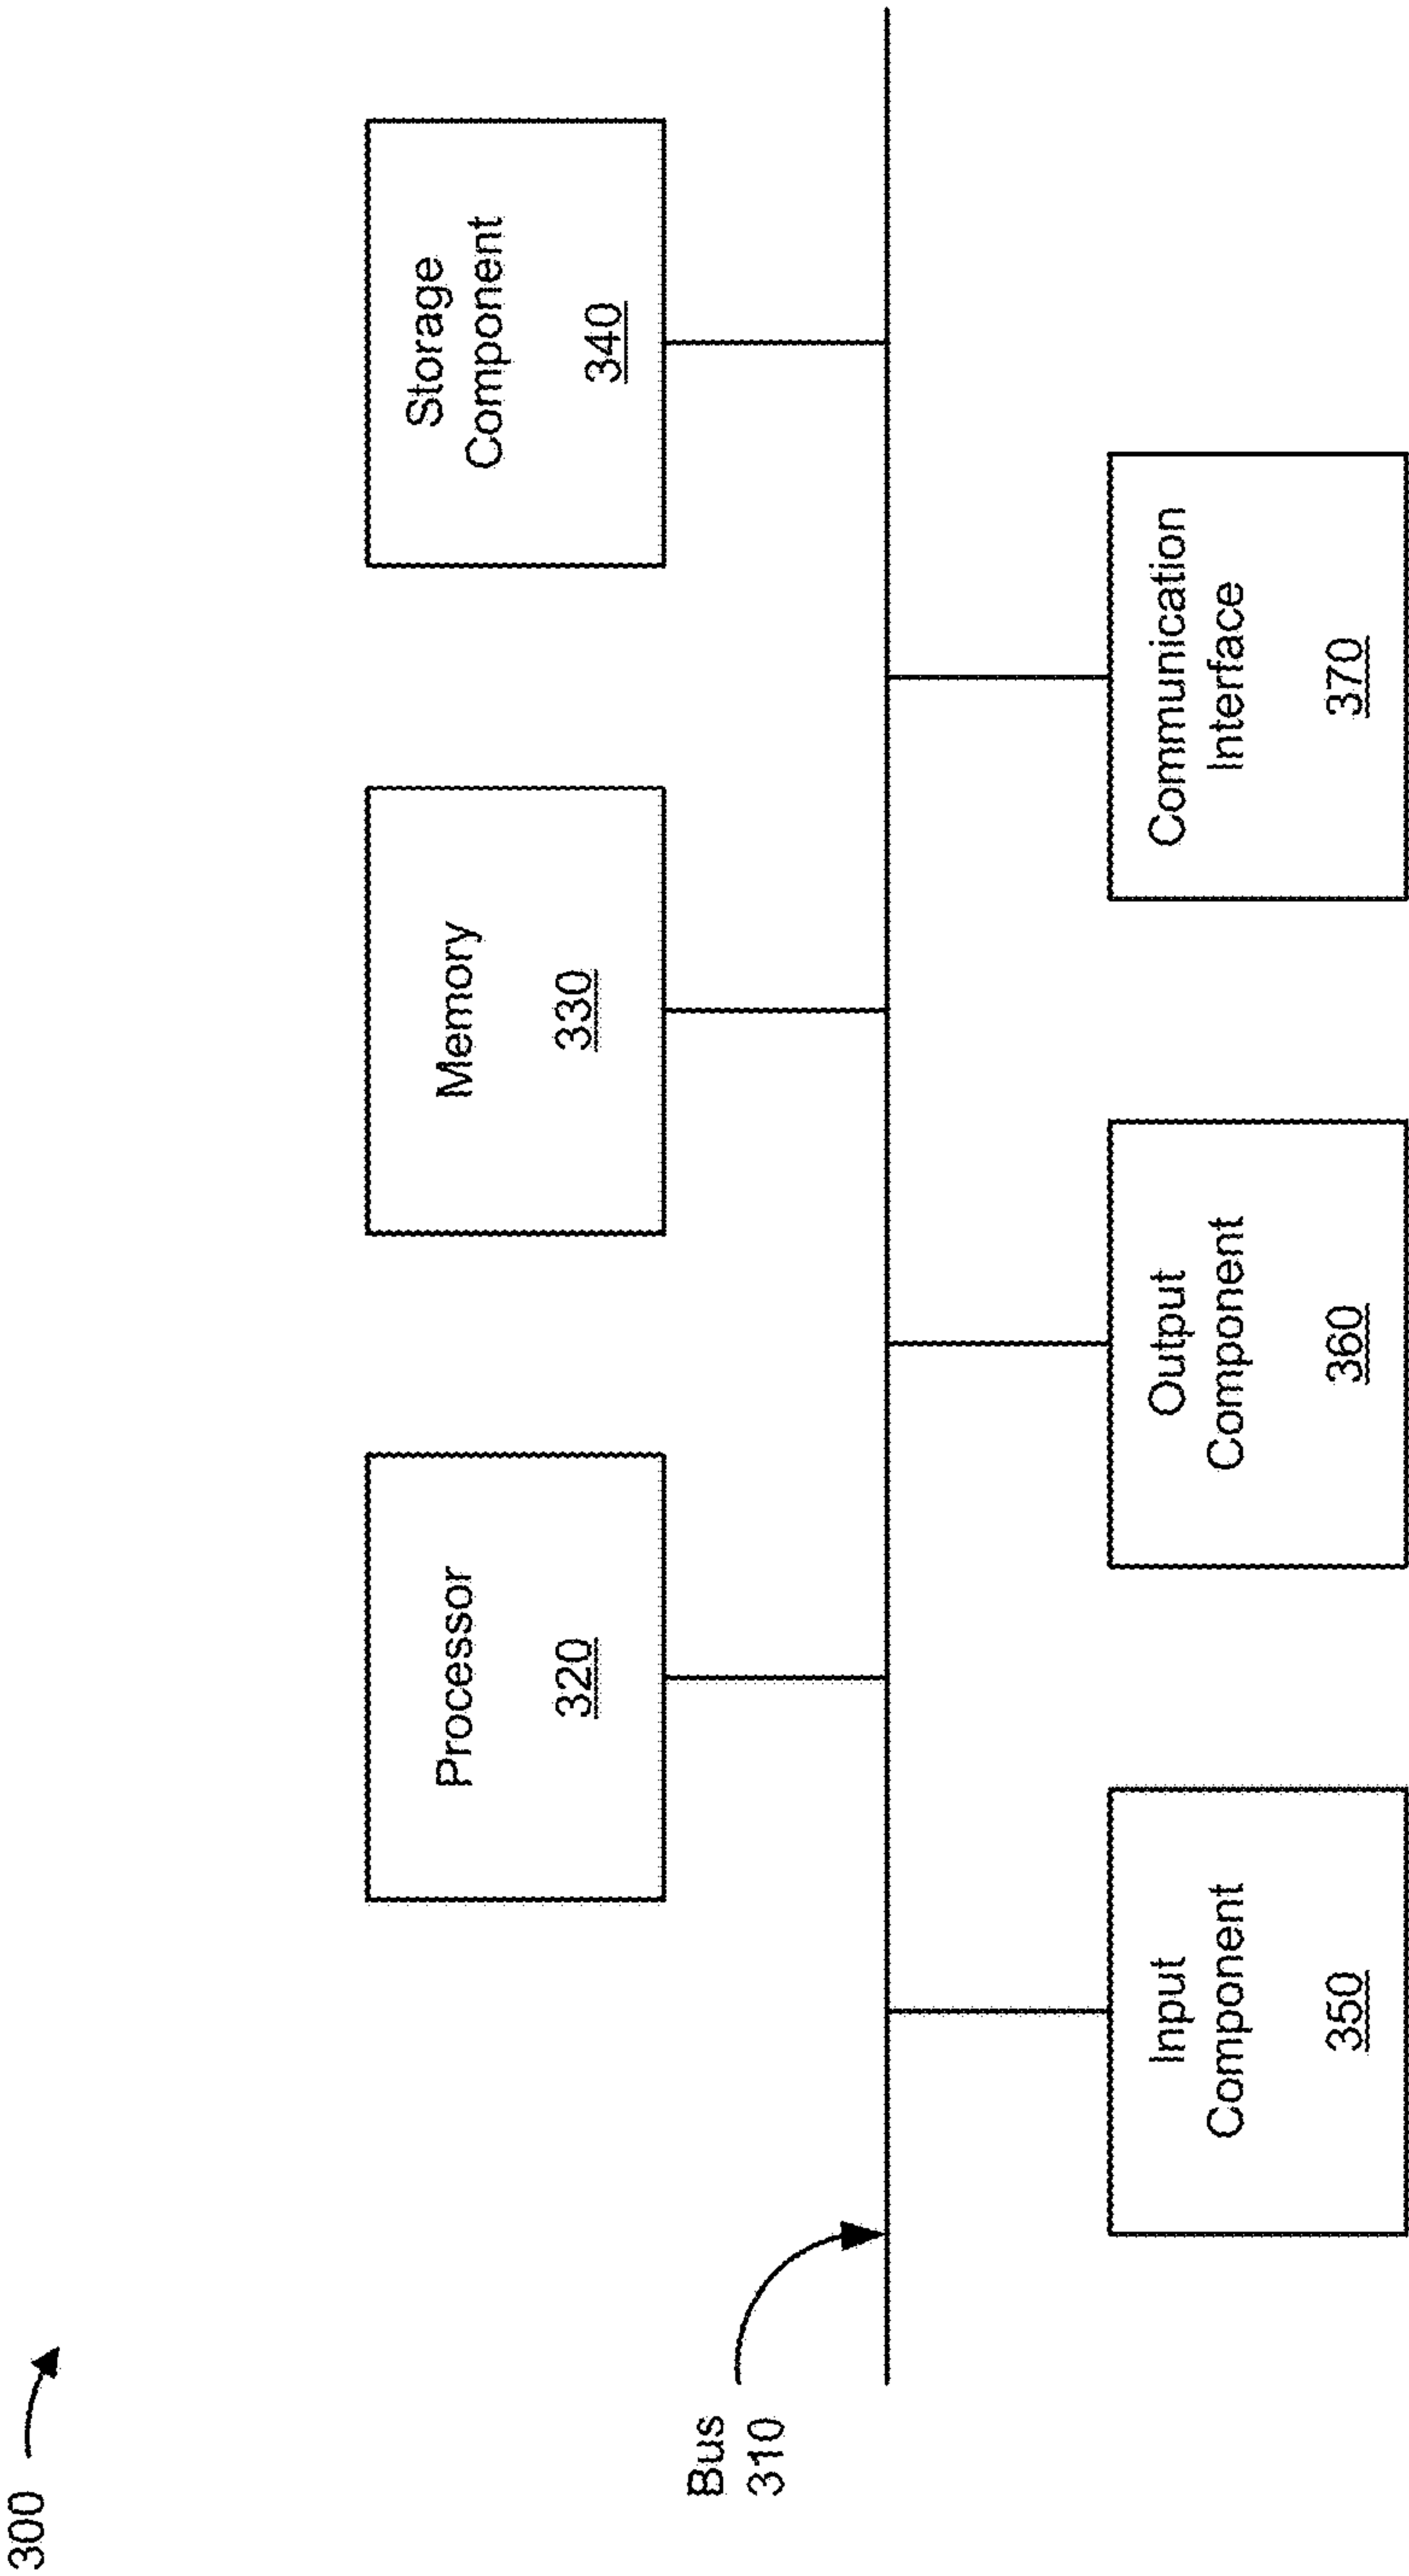 300
Bus
310
Processor
320
Memory
330
Storage
Component
340
Input
Component
350
Output
Component
360
Communication
Interface
370